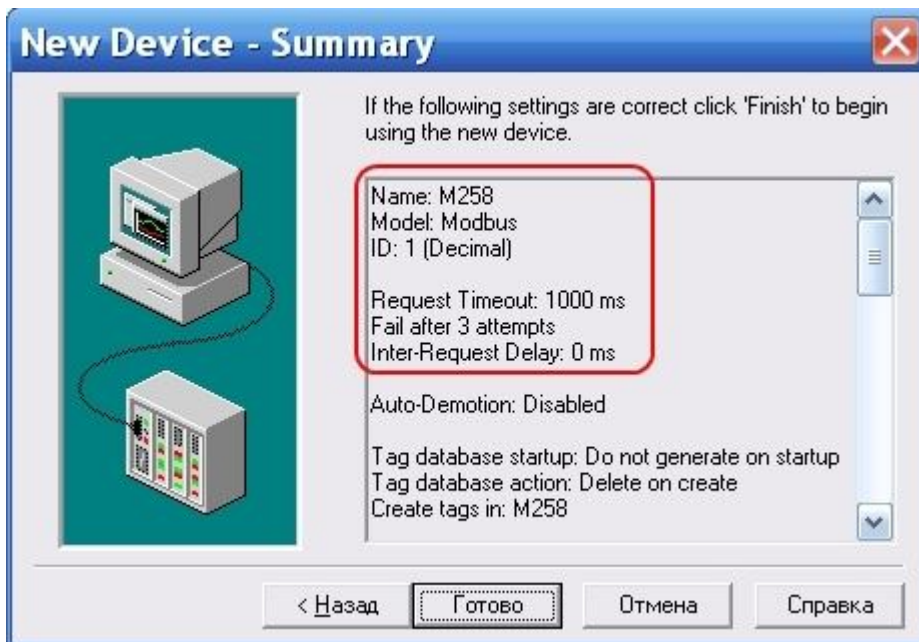 New Device - Summary
If the following settings are correct click 'Finish' to begin
using the new device.
Name: M258
Model: Modbus
ID: 1 (Decimal)
Request Timeout: 1000 ms
Fail after 3 attempts
Inter-Request Delay: 0 ms
Auto-Demotion: Disabled
Tag database startup: Do not generate on startup
Tag database action: Delete on create
Create tags in: M258
< Назад
Готово
Отмена
Справка